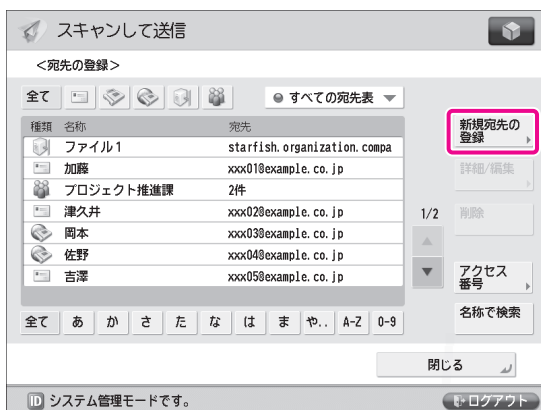 スキャンして送信
<宛先の登録>
全て
すべての宛先表
種類 名称 宛先
ファイル1 starfish.organization.compa
加藤 xxx01@example.co.jp
プロジェクト推進課 2件
津久井 xxx02@example.co.jp
岡本 xxx03@example.co.jp
佐野 xxx04@example.co.jp
吉澤 xxx05@example.co.jp
1/2
新規宛先の
登録
詳細/編集
削除
アクセス
番号
名称で検索
全て あ か さ た な は ま や.. A-Z 0-9
閉じる
ID システム管理モードです。
ログアウト